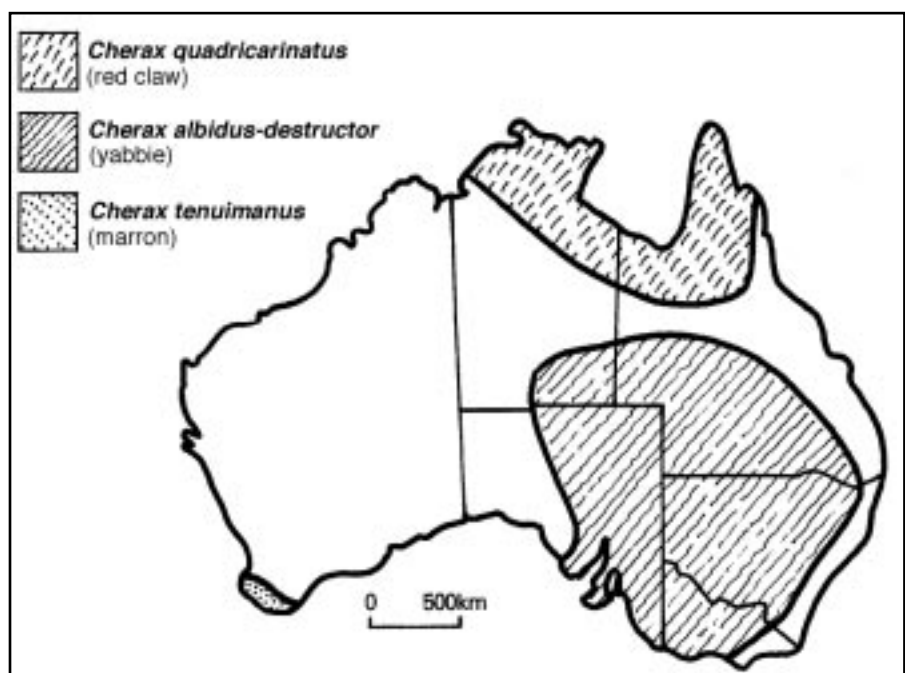 Cherax quadricarinatus
(red claw)
Cherax albidus-destructor
(yabbie)
Cherax tenuimanus
(marron)
0 500km